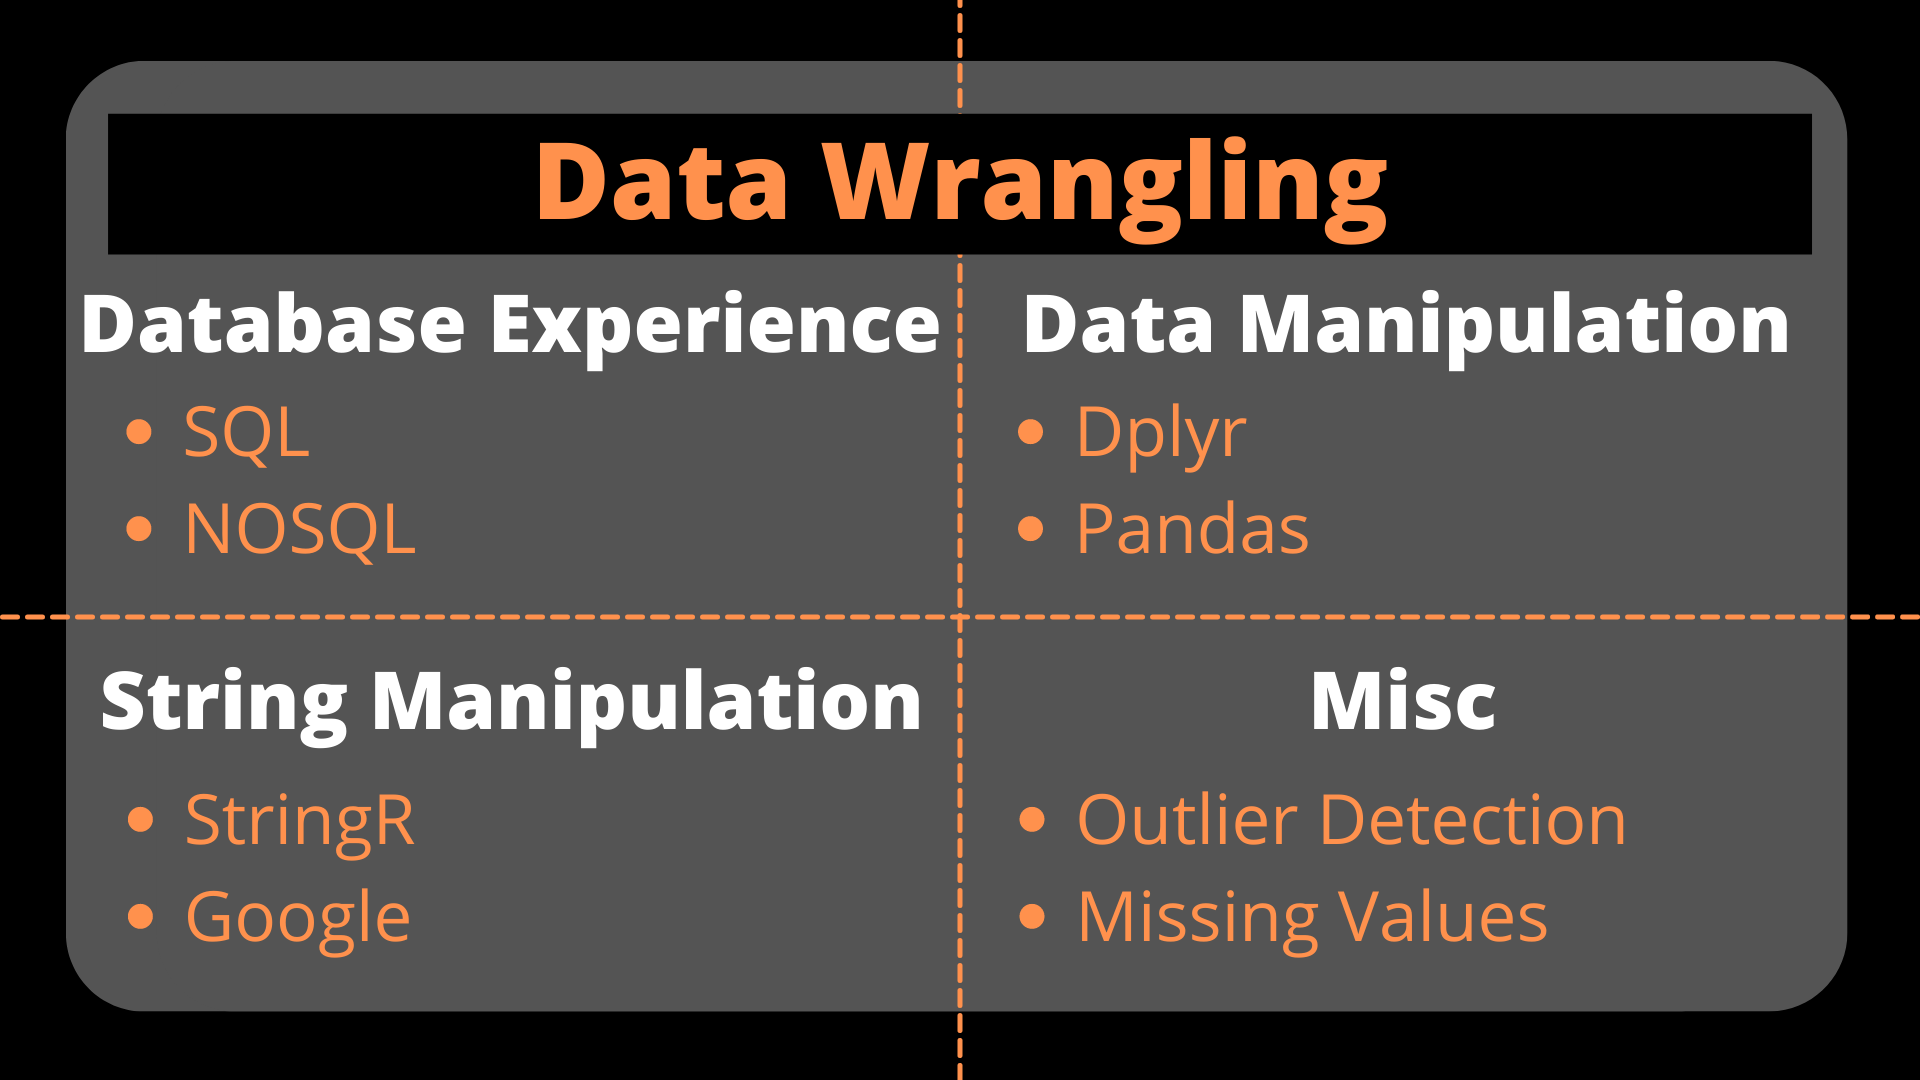 Data Wrangling
Database Experience
• SQL
• NOSQL
Data Manipulation
• Dplyr
• Pandas
String Manipulation
• StringR
• Google
Misc
• Outlier Detection
• Missing Values